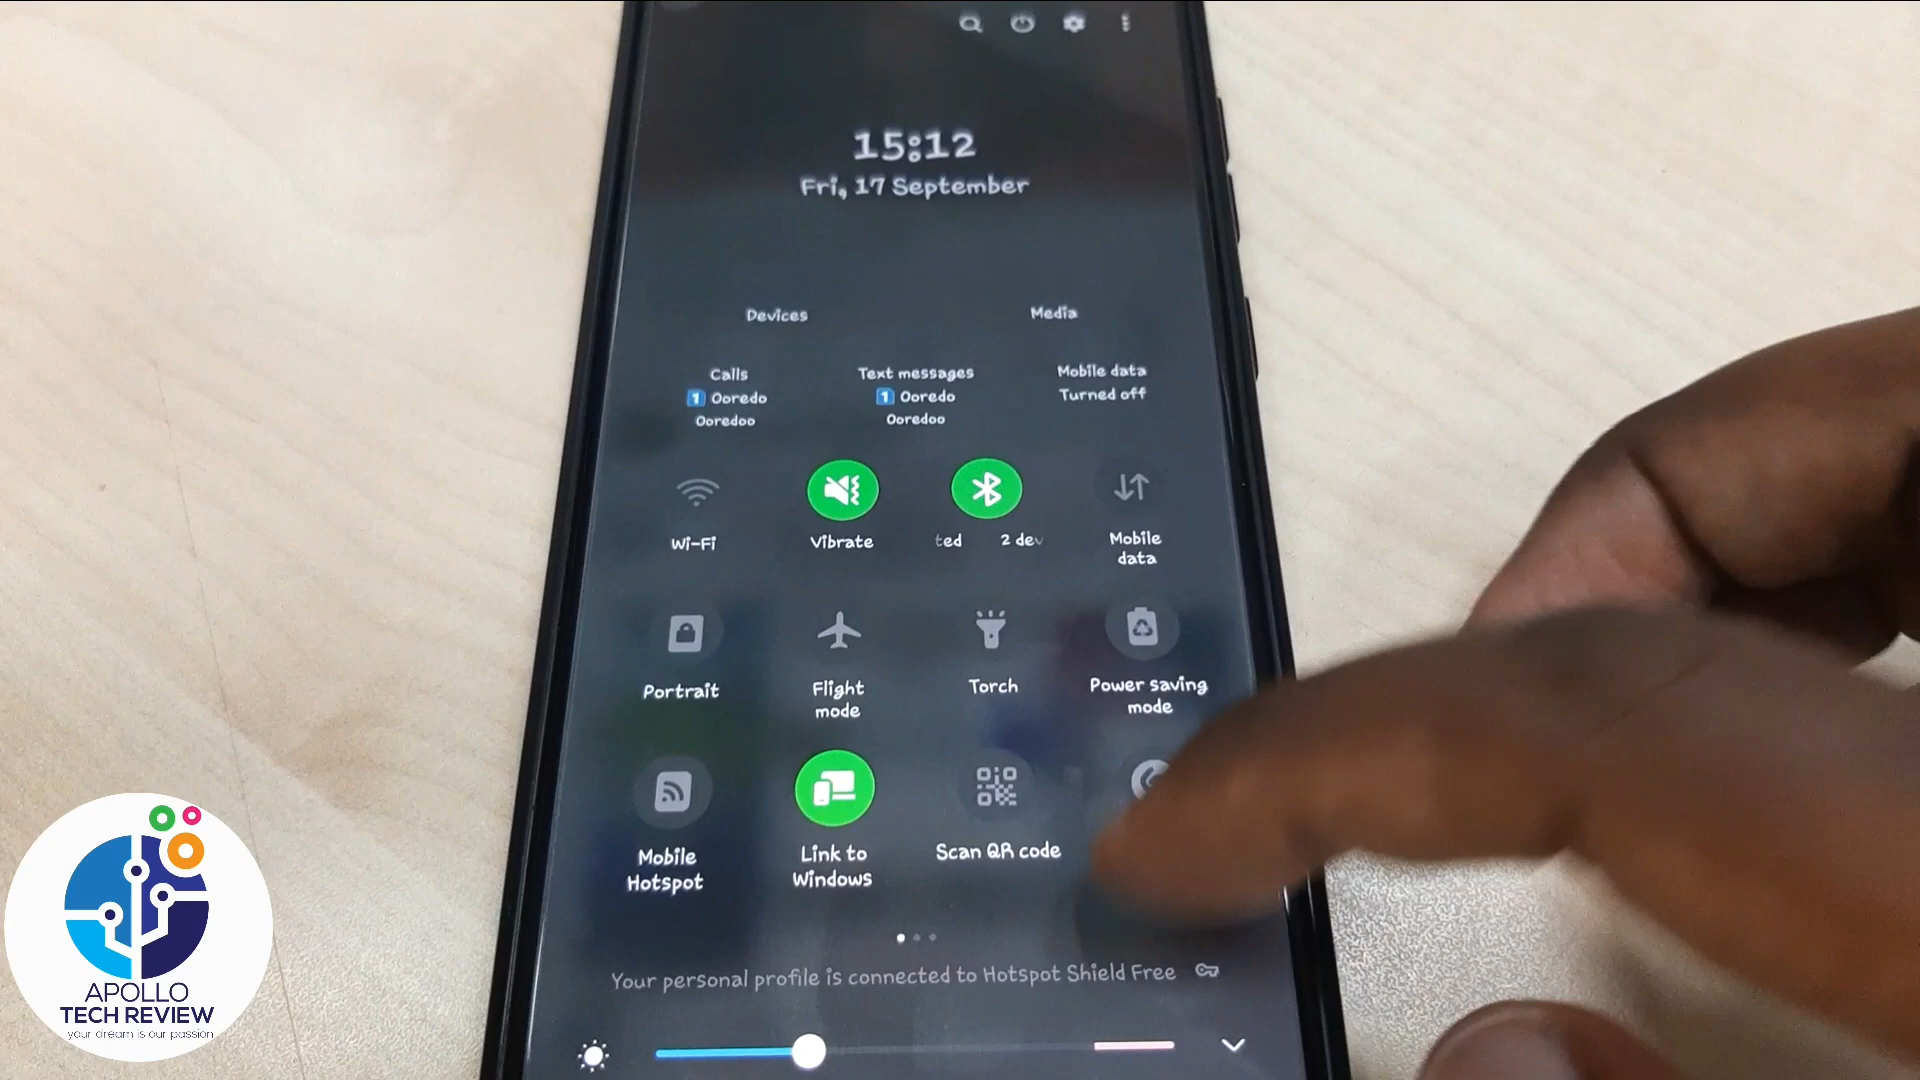 15:12
Fri, 17 September
Devices
Media
Calls
1 Ooredo
Ooredoo
Text messages
1 Ooredo
Ooredoo
Mobile data
Turned off
Wi-Fi
Vibrate
ted 2 dev
Mobile
data
Portrait
Flight
mode
Torch
Power saving
mode
Mobile
Hotspot
Link to
Windows
Scan QR code
Your personal profile is connected to Hotspot Shield Free
APOLLO
TECH REVIEW
your dream is our passion